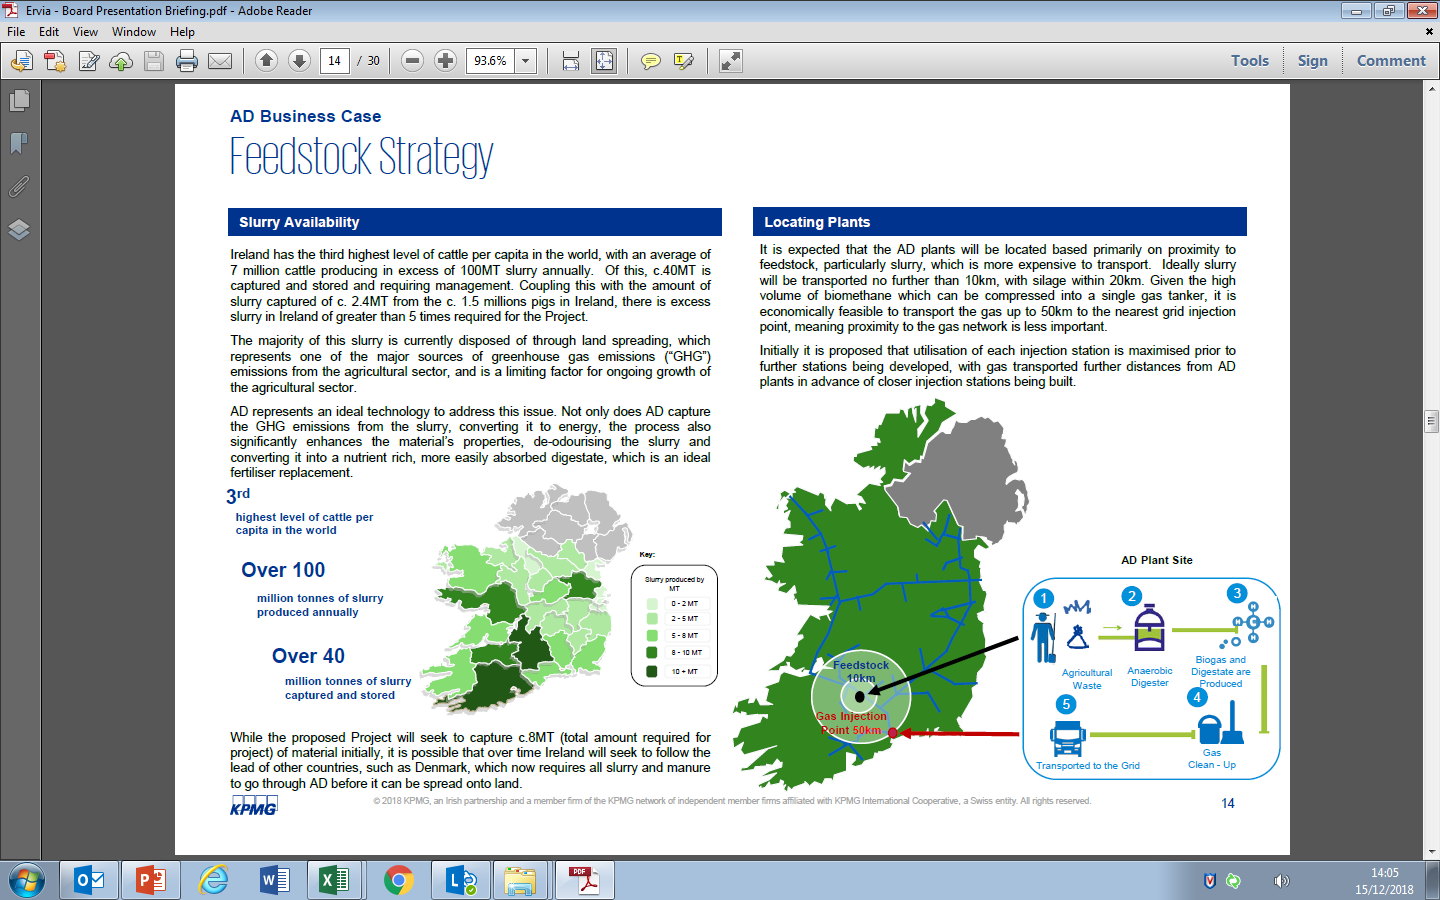 Ervia - Board Presentation Briefing.pdf - Adobe Reader
File Edit View Window Help
14 / 30 93.6% Tools Sign Comment
AD Business Case
Feedstock Strategy
Slurry Availability
Ireland has the third highest level of cattle per capita in the world, with an average of
7 million cattle producing in excess of 100MT slurry annually. Of this, c.40MT is
captured and stored and requiring management. Coupling this with the amount of
slurry captured of c. 2.4MT from the c. 1.5 millions pigs in Ireland, there is excess
slurry in Ireland of greater than 5 times required for the Project.
The majority of this slurry is currently disposed of through land spreading, which
represents one of the major sources of greenhouse gas emissions (“GHG”)
emissions from the agricultural sector, and is a limiting factor for ongoing growth of
the agricultural sector.
AD represents an ideal technology to address this issue. Not only does AD capture
the GHG emissions from the slurry, converting it to energy, the process also
significantly enhances the material’s properties, de-odourising the slurry and
converting it into a nutrient rich, more easily absorbed digestate, which is an ideal
fertiliser replacement.
3rd
highest level of cattle per
capita in the world
Over 100
million tonnes of slurry
produced annually
Over 40
million tonnes of slurry
captured and stored
Key:
Slurry produced by
MT
0 - 2 MT
2 - 5 MT
5 - 8 MT
8 - 10 MT
10 + MT
While the proposed Project will seek to capture c.8MT (total amount required for
project) of material initially, it is possible that over time Ireland will seek to follow the
lead of other countries, such as Denmark, which now requires all slurry and manure
to go through AD before it can be spread onto land.
Locating Plants
It is expected that the AD plants will be located based primarily on proximity to
feedstock, particularly slurry, which is more expensive to transport. Ideally slurry
will be transported no further than 10km, with silage within 20km. Given the high
volume of biomethane which can be compressed into a single gas tanker, it is
economically feasible to transport the gas up to 50km to the nearest grid injection
point, meaning proximity to the gas network is less important.
Initially it is proposed that utilisation of each injection station is maximised prior to
further stations being developed, with gas transported further distances from AD
plants in advance of closer injection stations being built.
Feedstock
10km
Gas Injection
Point 50km
AD Plant Site
1
2
3
Agricultural
Waste
Anaerobic
Digester
Biogas and
Digestate are
Produced
5
4
Gas
Clean - Up
Transported to the Grid
KPMG
© 2018 KPMG, an Irish partnership and a member firm of the KPMG network of independent member firms affiliated with KPMG International Cooperative, a Swiss entity. All rights reserved.
14
14:05
15/12/2018